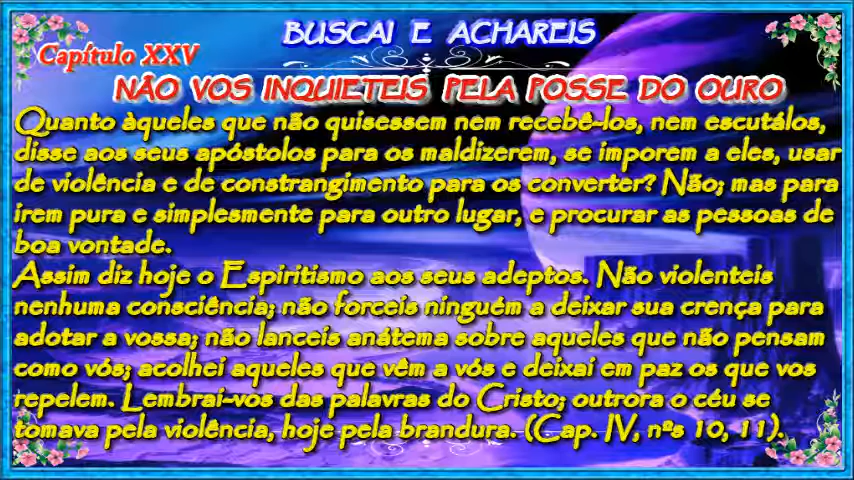 BUSCAI E ACHAREIS
Capítulo XXV
NÃO VOS INQUIETEIS PELA POSSE DO OURO
Quanto àqueles que não quisessem nem recebê-los, nem escutálos,
disse aos seus apóstolos para os maldizerem, se imporem a eles, usar
de violência e de constrangimento para os converter? Não; mas para
irem pura e simplesmente para outro lugar, e procurar as pessoas de
boa vontade.
Assim diz hoje o Espiritismo aos seus adeptos. Não violenteis
nenhuma consciência; não forceis ninguém a deixar sua crença para
adotar a vossa; não lanceis anátema sobre aqueles que não pensam
como vós; acolhei aqueles que vêm a vós e deixai em paz os que vos
repelem. Lembrai-vos das palavras do Cristo; outrora o céu se
tomava pela violência, hoje pela brandura. (Cap. IV, nºs 10, 11).